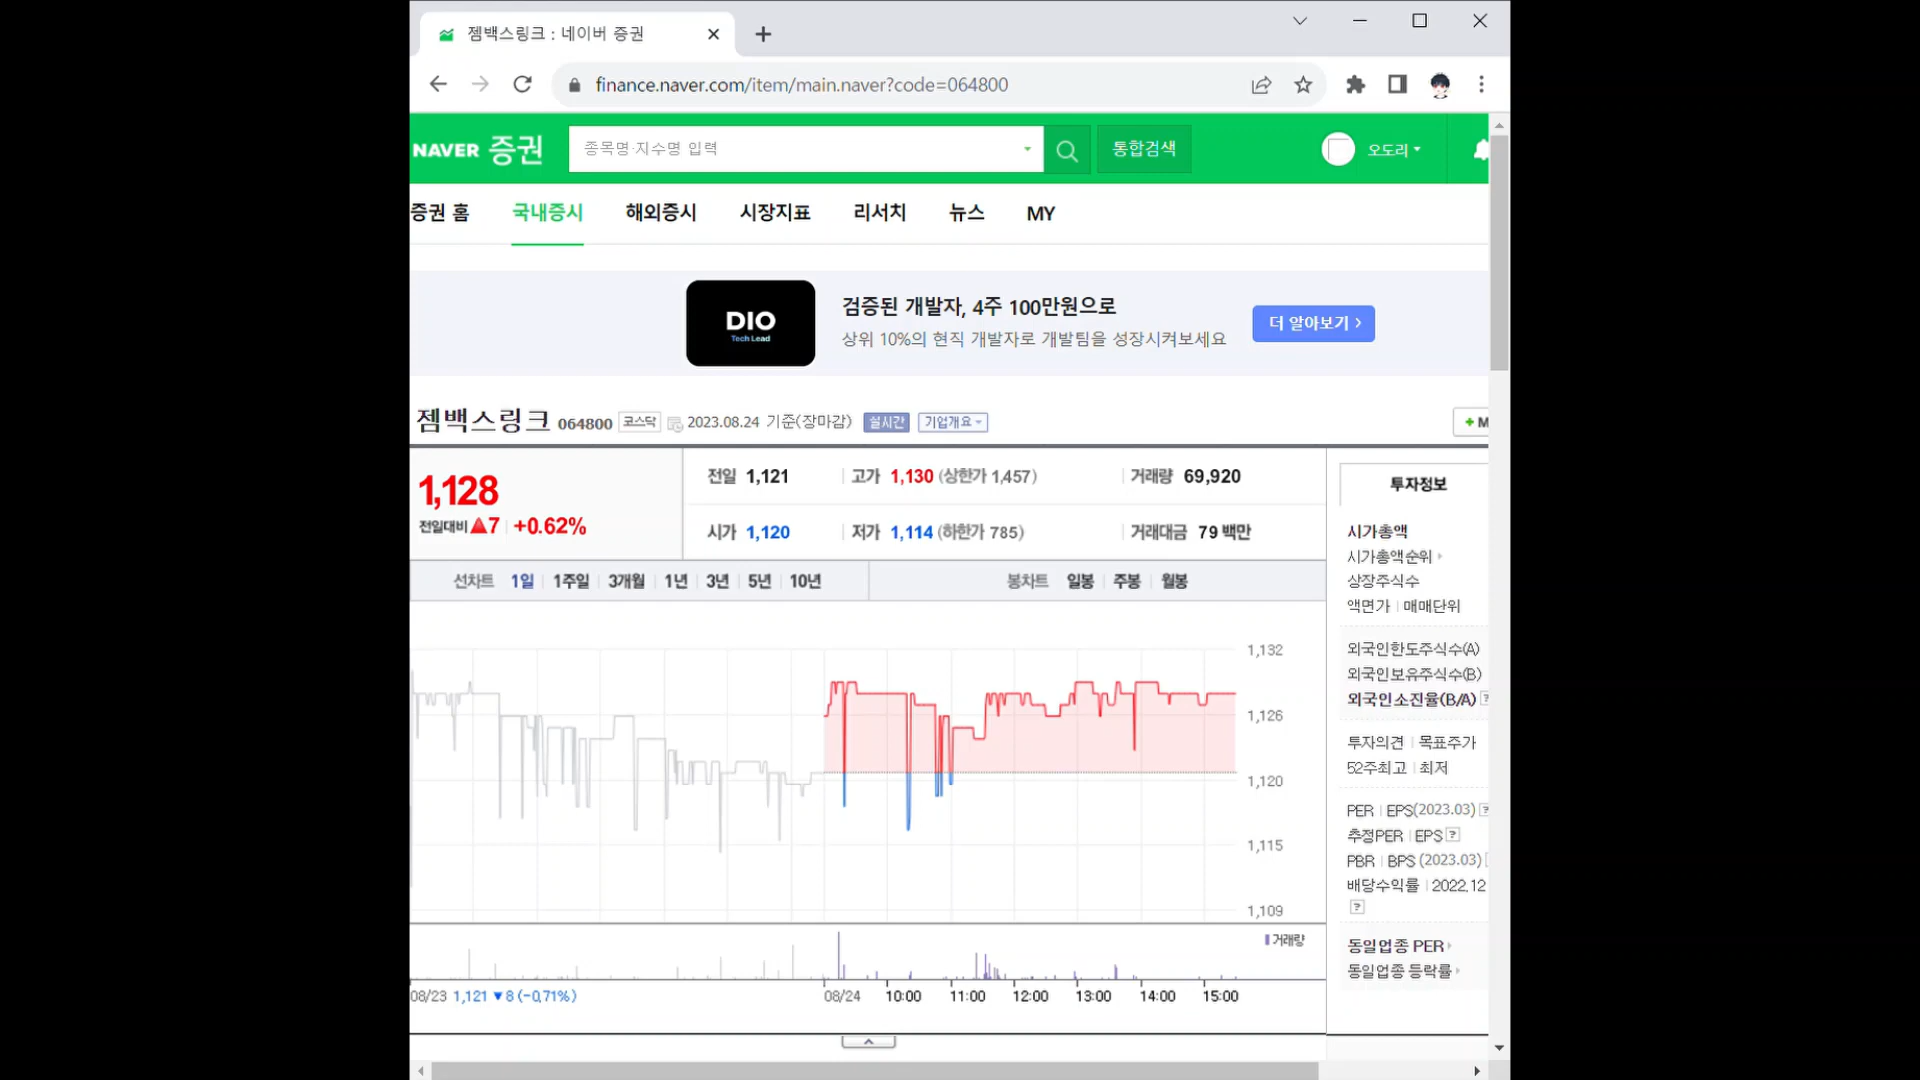 젬백스링크 : 네이버 증권
finance.naver.com/item/main.naver?code=064800
NAVER 증권
종목명·지수명 입력
통합검색
오도리
증권 홈 국내증시 해외증시 시장지표 리서치 뉴스 MY
DIO
Tech Lead
검증된 개발자, 4주 100만원으로
상위 10%의 현직 개발자로 개발팀을 성장시켜보세요
더 알아보기 >
젬백스링크 064800 코스닥 2023.08.24 기준(장마감) 실시간 기업개요
+ M
1,128
전일대비 ▲7 +0.62%
전일 1,121 고가 1,130 (상한가 1,457) 거래량 69,920
시가 1,120 저가 1,114 (하한가 785) 거래대금 79 백만
선차트 1일 1주일 3개월 1년 3년 5년 10년
봉차트 일봉 주봉 월봉
1,132
1,126
1,120
1,115
1,109
거래량
08/23 1,121 ▼8 (-0.71%)
08/24 10:00 11:00 12:00 13:00 14:00 15:00
투자정보
시가총액
시가총액순위
상장주식수
액면가 | 매매단위
외국인한도주식수(A)
외국인보유주식수(B)
외국인소진율(B/A) ?
투자의견 | 목표주가
52주최고 | 최저
PER | EPS(2023.03) ?
추정PER | EPS ?
PBR | BPS (2023.03)
배당수익률 | 2022.12
?
동일업종 PER
동일업종 등락률